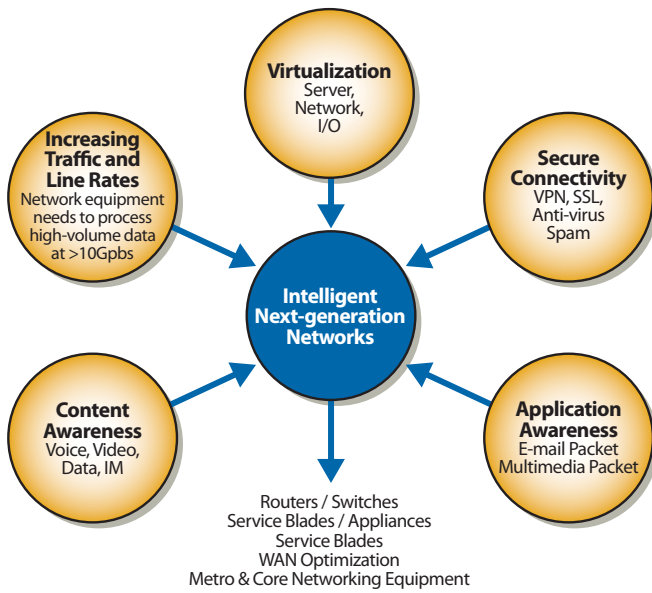 Virtualization
Server,
Network,
I/O
Increasing
Traffic and
Line Rates
Network equipment
needs to process
high-volume data
at >10Gpbs
Secure
Connectivity
VPN, SSL,
Anti-virus
Spam
Intelligent
Next-generation
Networks
Content
Awareness
Voice, Video,
Data, IM
Application
Awareness
E-mail Packet
Multimedia Packet
Routers / Switches
Service Blades / Appliances
Service Blades
WAN Optimization
Metro & Core Networking Equipment